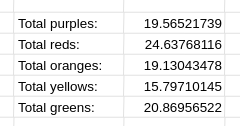 Total purples: 19.56521739
Total reds: 24.63768116
Total oranges: 19.13043478
Total yellows: 15.79710145
Total greens: 20.86956522